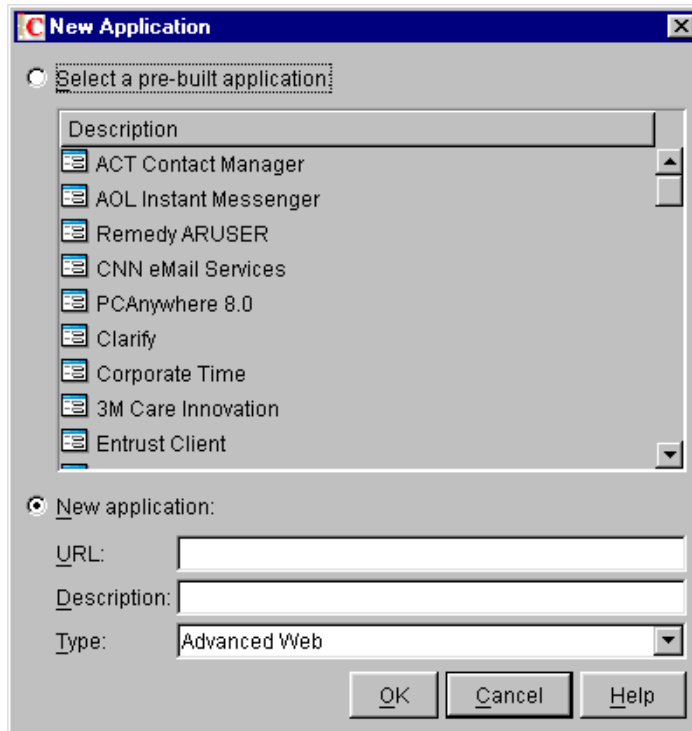 C New Application
Select a pre-built application:
Description
ACT Contact Manager
AOL Instant Messenger
Remedy ARUSER
CNN eMail Services
PCAnywhere 8.0
Clarify
Corporate Time
3M Care Innovation
Entrust Client
New application:
URL:
Description:
Type: Advanced Web
OK Cancel Help